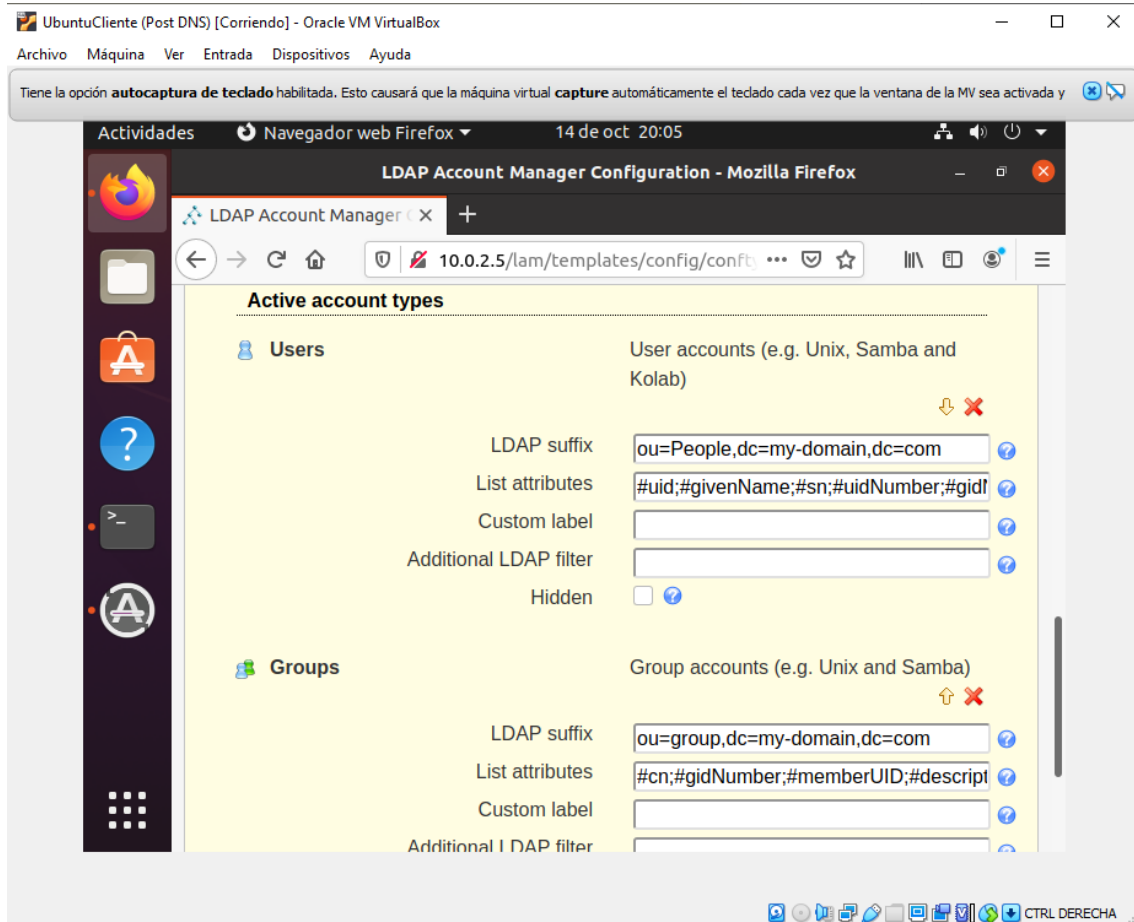 UbuntuCliente (Post DNS) [Corriendo] - Oracle VM VirtualBox
Archivo Máquina Ver Entrada Dispositivos Ayuda
Tiene la opción autocaptura de teclado habilitada. Esto causará que la máquina virtual capture automáticamente el teclado cada vez que la ventana de la MV sea activada y
Actividades Navegador web Firefox 14 de oct 20:05
LDAP Account Manager Configuration - Mozilla Firefox
LDAP Account Manager C
10.0.2.5/lam/templates/config/confty
Active account types
Users User accounts (e.g. Unix, Samba and
Kolab)
LDAP suffix ou=People,dc=my-domain,dc=com
List attributes #uid;#givenName;#sn;#uidNumber;#gidN
Custom label
Additional LDAP filter
Hidden
Groups Group accounts (e.g. Unix and Samba)
LDAP suffix ou=group,dc=my-domain,dc=com
List attributes #cn;#gidNumber;#memberUID;#descript
Custom label
Additional LDAP filter
CTRL DERECHA